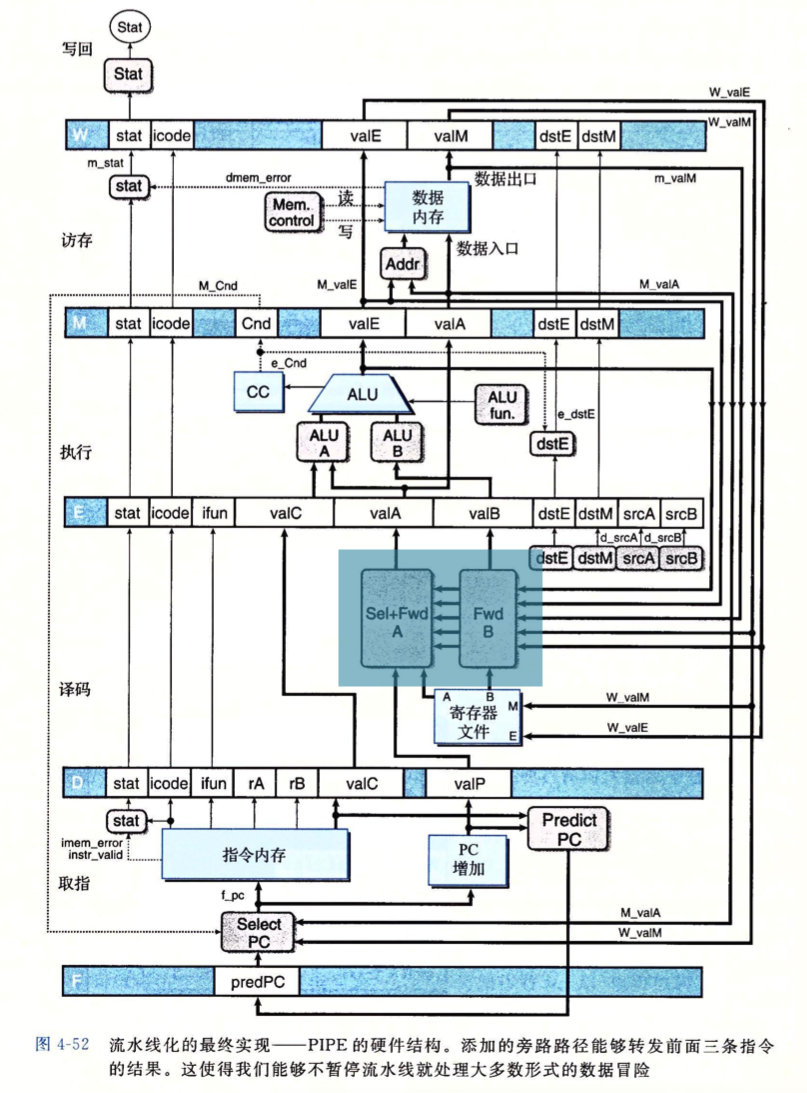 Stat
写回
Stat
W_valE
W stat icode valE valM dstE dstM
W_valM
m_stat
stat
dmem_error
数据出口
m_valM
Mem. control
读
写
数据内存
访存
数据入口
Addr
M_Cnd
M_valE
M_valA
M stat icode Cnd valE valA dstE dstM
e_Cnd
CC
ALU
ALU fun.
e_dstE
执行
ALU A
ALU B
dstE
E stat icode ifun valC valA valB dstE dstM srcA srcB
d_srcA d_srcB
dstE dstM srcA srcB
Sel+Fwd A
Fwd B
译码
A B
寄存器文件
M
E
W_valM
W_valE
D stat icode ifun rA rB valC valP
stat
Predict PC
imem_error
instr_valid
指令内存
PC 增加
取指
f_pc
M_valA
Select PC
W_valM
F predPC
图 4-52 流水线化的最终实现——PIPE 的硬件结构。添加的旁路路径能够转发前面三条指令
的结果。这使得我们能够不暂停流水线就处理大多数形式的数据冒险